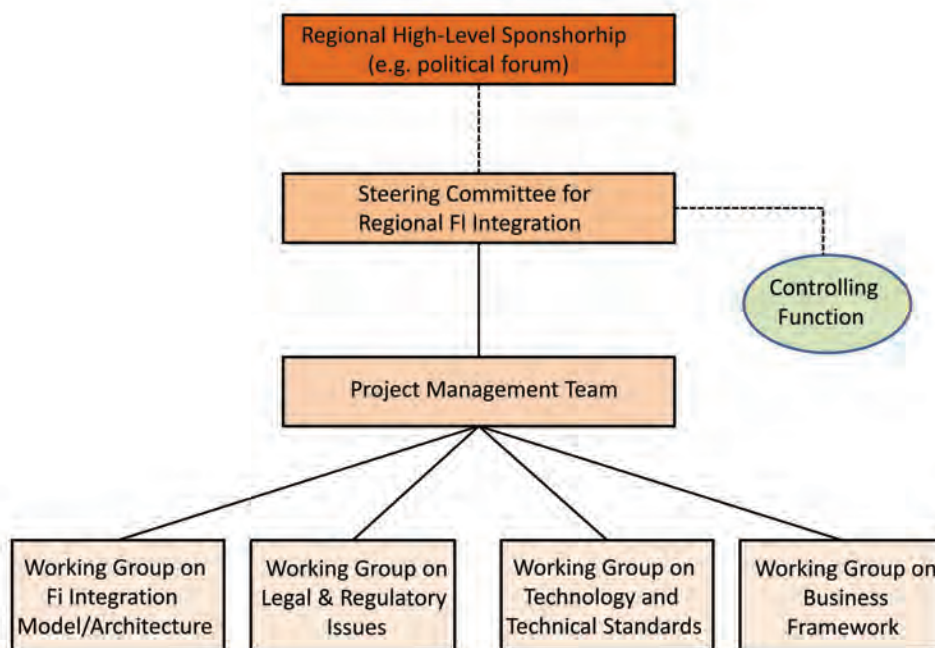 Regional High-Level Sponshorhip
(e.g. political forum)
Steering Committee for
Regional FI Integration
Controlling
Function
Project Management Team
Working Group on
Fi Integration
Model/Architecture
Working Group on
Legal & Regulatory
Issues
Working Group on
Technology and
Technical Standards
Working Group on
Business
Framework